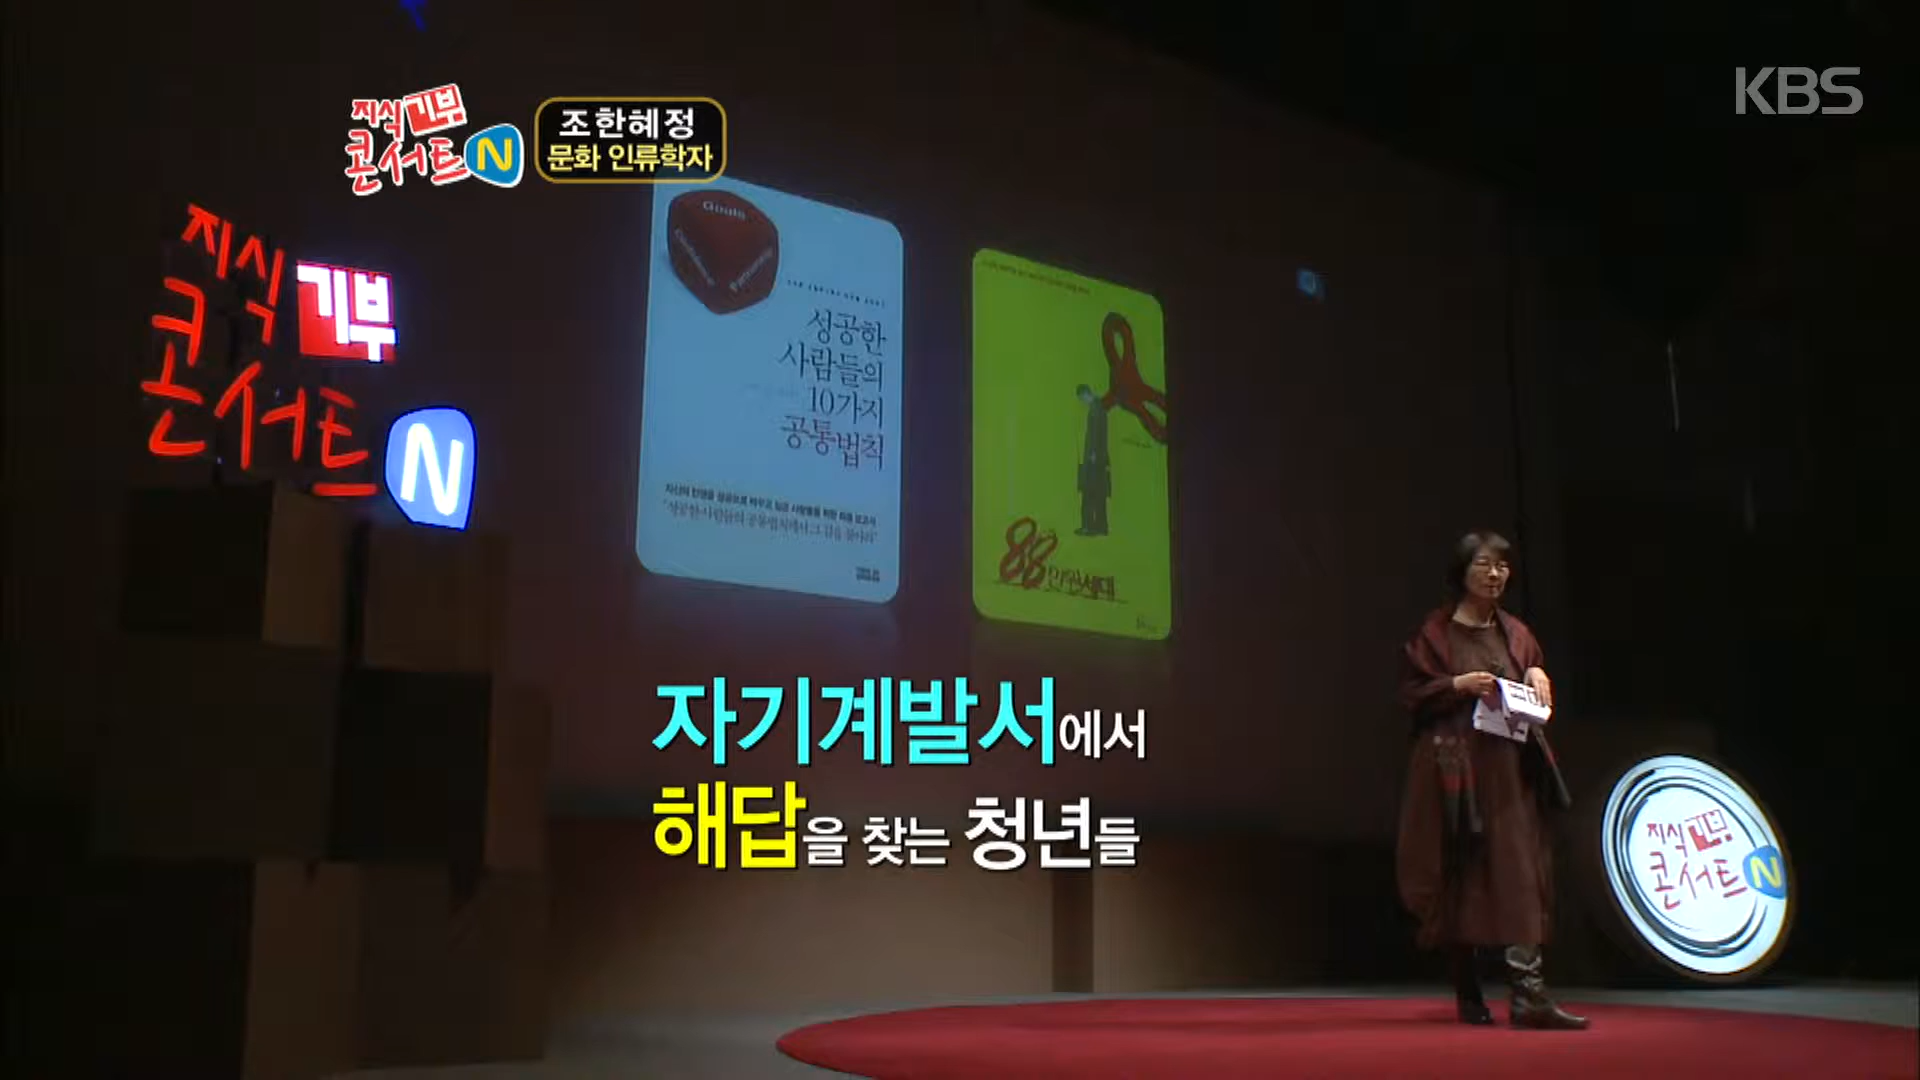 KBS
지식기부
콘서트 N
조한혜정
문화 인류학자
지식기부
콘서트 N
Goals
성공한
사람들의
10가지
공통법칙
88만원세대
자기계발서에서
해답을 찾는 청년들
지식기부
콘서트 N